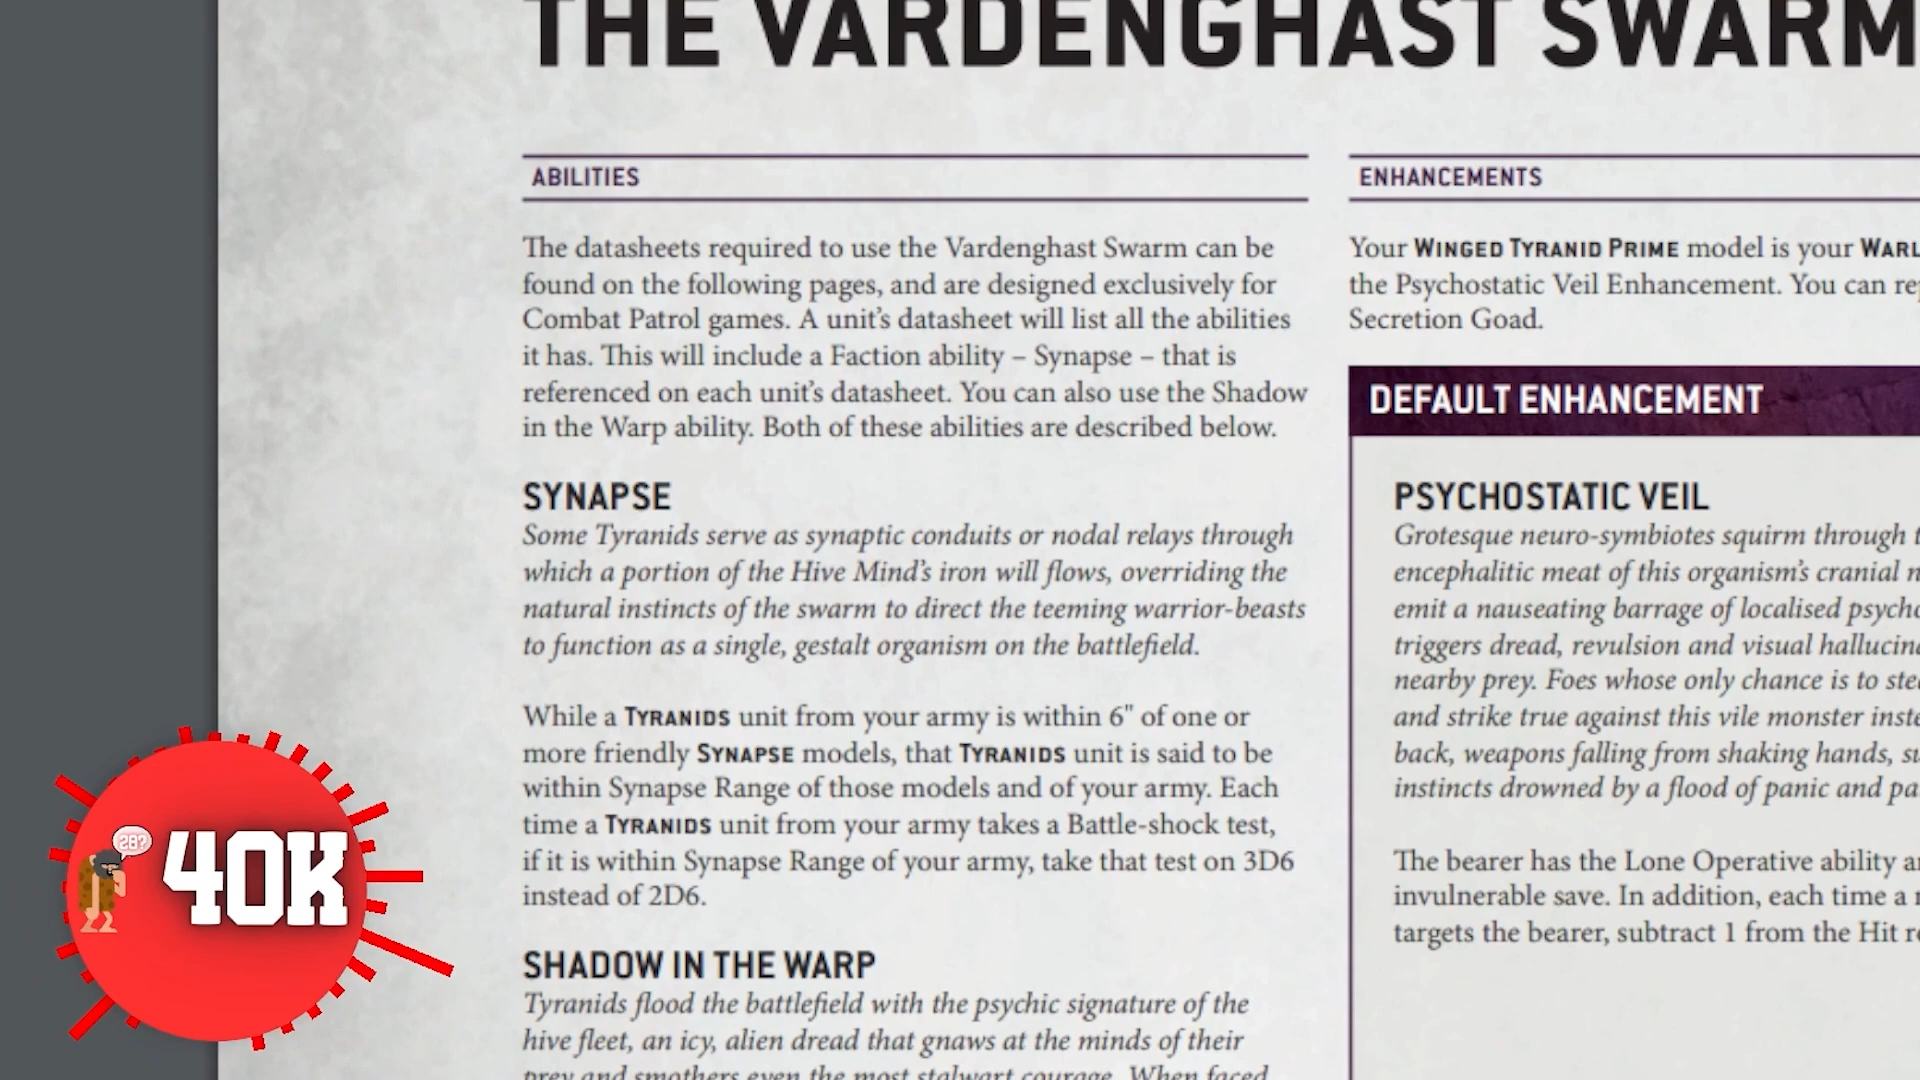 THE VARDENGHAST SWARM
ABILITIES
The datasheets required to use the Vardenghast Swarm can be
found on the following pages, and are designed exclusively for
Combat Patrol games. A unit's datasheet will list all the abilities
it has. This will include a Faction ability – Synapse – that is
referenced on each unit's datasheet. You can also use the Shadow
in the Warp ability. Both of these abilities are described below.
SYNAPSE
Some Tyranids serve as synaptic conduits or nodal relays through
which a portion of the Hive Mind's iron will flows, overriding the
natural instincts of the swarm to direct the teeming warrior-beasts
to function as a single, gestalt organism on the battlefield.
While a TYRANIDS unit from your army is within 6" of one or
more friendly SYNAPSE models, that TYRANIDS unit is said to be
within Synapse Range of those models and of your army. Each
time a TYRANIDS unit from your army takes a Battle-shock test,
if it is within Synapse Range of your army, take that test on 3D6
instead of 2D6.
SHADOW IN THE WARP
Tyranids flood the battlefield with the psychic signature of the
hive fleet, an icy, alien dread that gnaws at the minds of their
prey and smothers even the most stalwart courage. When faced
ENHANCEMENTS
Your WINGED TYRANID PRIME model is your
the Psychostatic Veil Enhancement. You can
Secretion Goad.
DEFAULT ENHANCEMENT
PSYCHOSTATIC VEIL
Grotesque neuro-symbiotes squirm through
encephalitic meat of this organism's cranial
emit a nauseating barrage of localised
triggers dread, revulsion and visual
nearby prey. Foes whose only chance is to
and strike true against this vile monster
back, weapons falling from shaking hands,
instincts drowned by a flood of panic and
The bearer has the Lone Operative ability
invulnerable save. In addition, each time a
targets the bearer, subtract 1 from the Hit
28?
40K